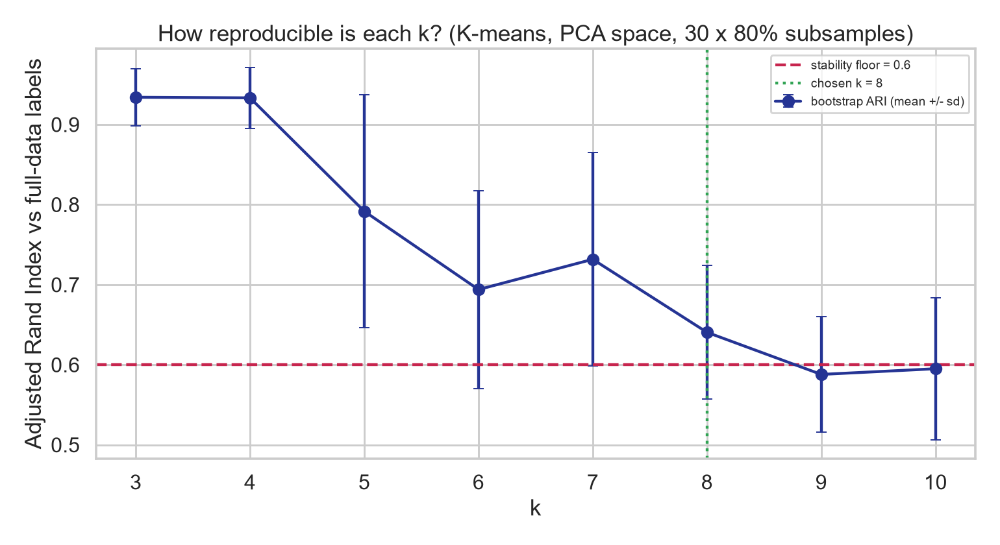 How reproducible is each k? (K-means, PCA space, 30 x 80% subsamples)
stability floor = 0.6
chosen k = 8
bootstrap ARI (mean +/- sd)
Adjusted Rand Index vs full-data labels
0.9
0.8
0.7
0.6
0.5
3 4 5 6 7 8 9 10
k